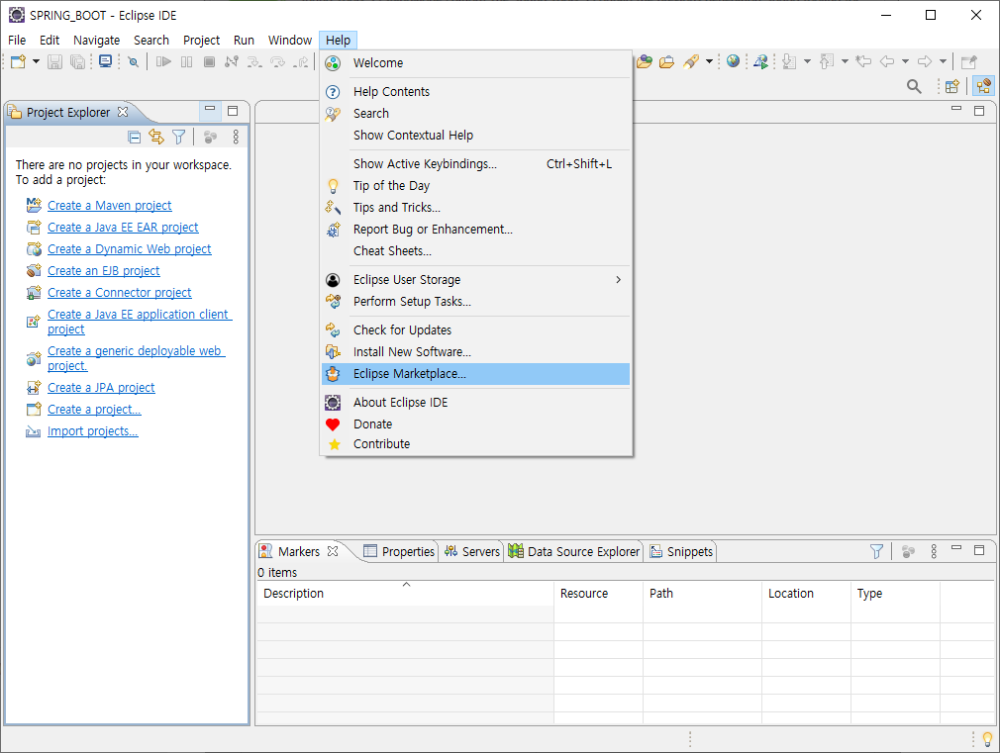 SPRING_BOOT - Eclipse IDE
File Edit Navigate Search Project Run Window Help
Project Explorer
There are no projects in your workspace.
To add a project:
Create a Maven project
Create a Java EE EAR project
Create a Dynamic Web project
Create an EJB project
Create a Connector project
Create a Java EE application client
project
Create a generic deployable web
project.
Create a JPA project
Create a project...
Import projects...
Welcome
Help Contents
Search
Show Contextual Help
Show Active Keybindings... Ctrl+Shift+L
Tip of the Day
Tips and Tricks...
Report Bug or Enhancement...
Cheat Sheets...
Eclipse User Storage
Perform Setup Tasks...
Check for Updates
Install New Software...
Eclipse Marketplace...
About Eclipse IDE
Donate
Contribute
Markers Properties Servers Data Source Explorer Snippets
0 items
Description Resource Path Location Type